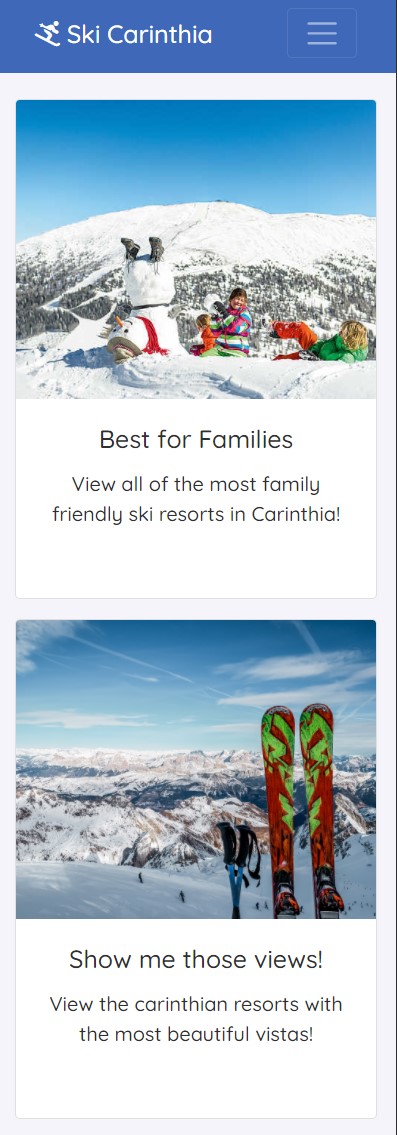 Ski Carinthia
Best for Families
View all of the most family
friendly ski resorts in Carinthia!
Show me those views!
View the carinthian resorts with
the most beautiful vistas!